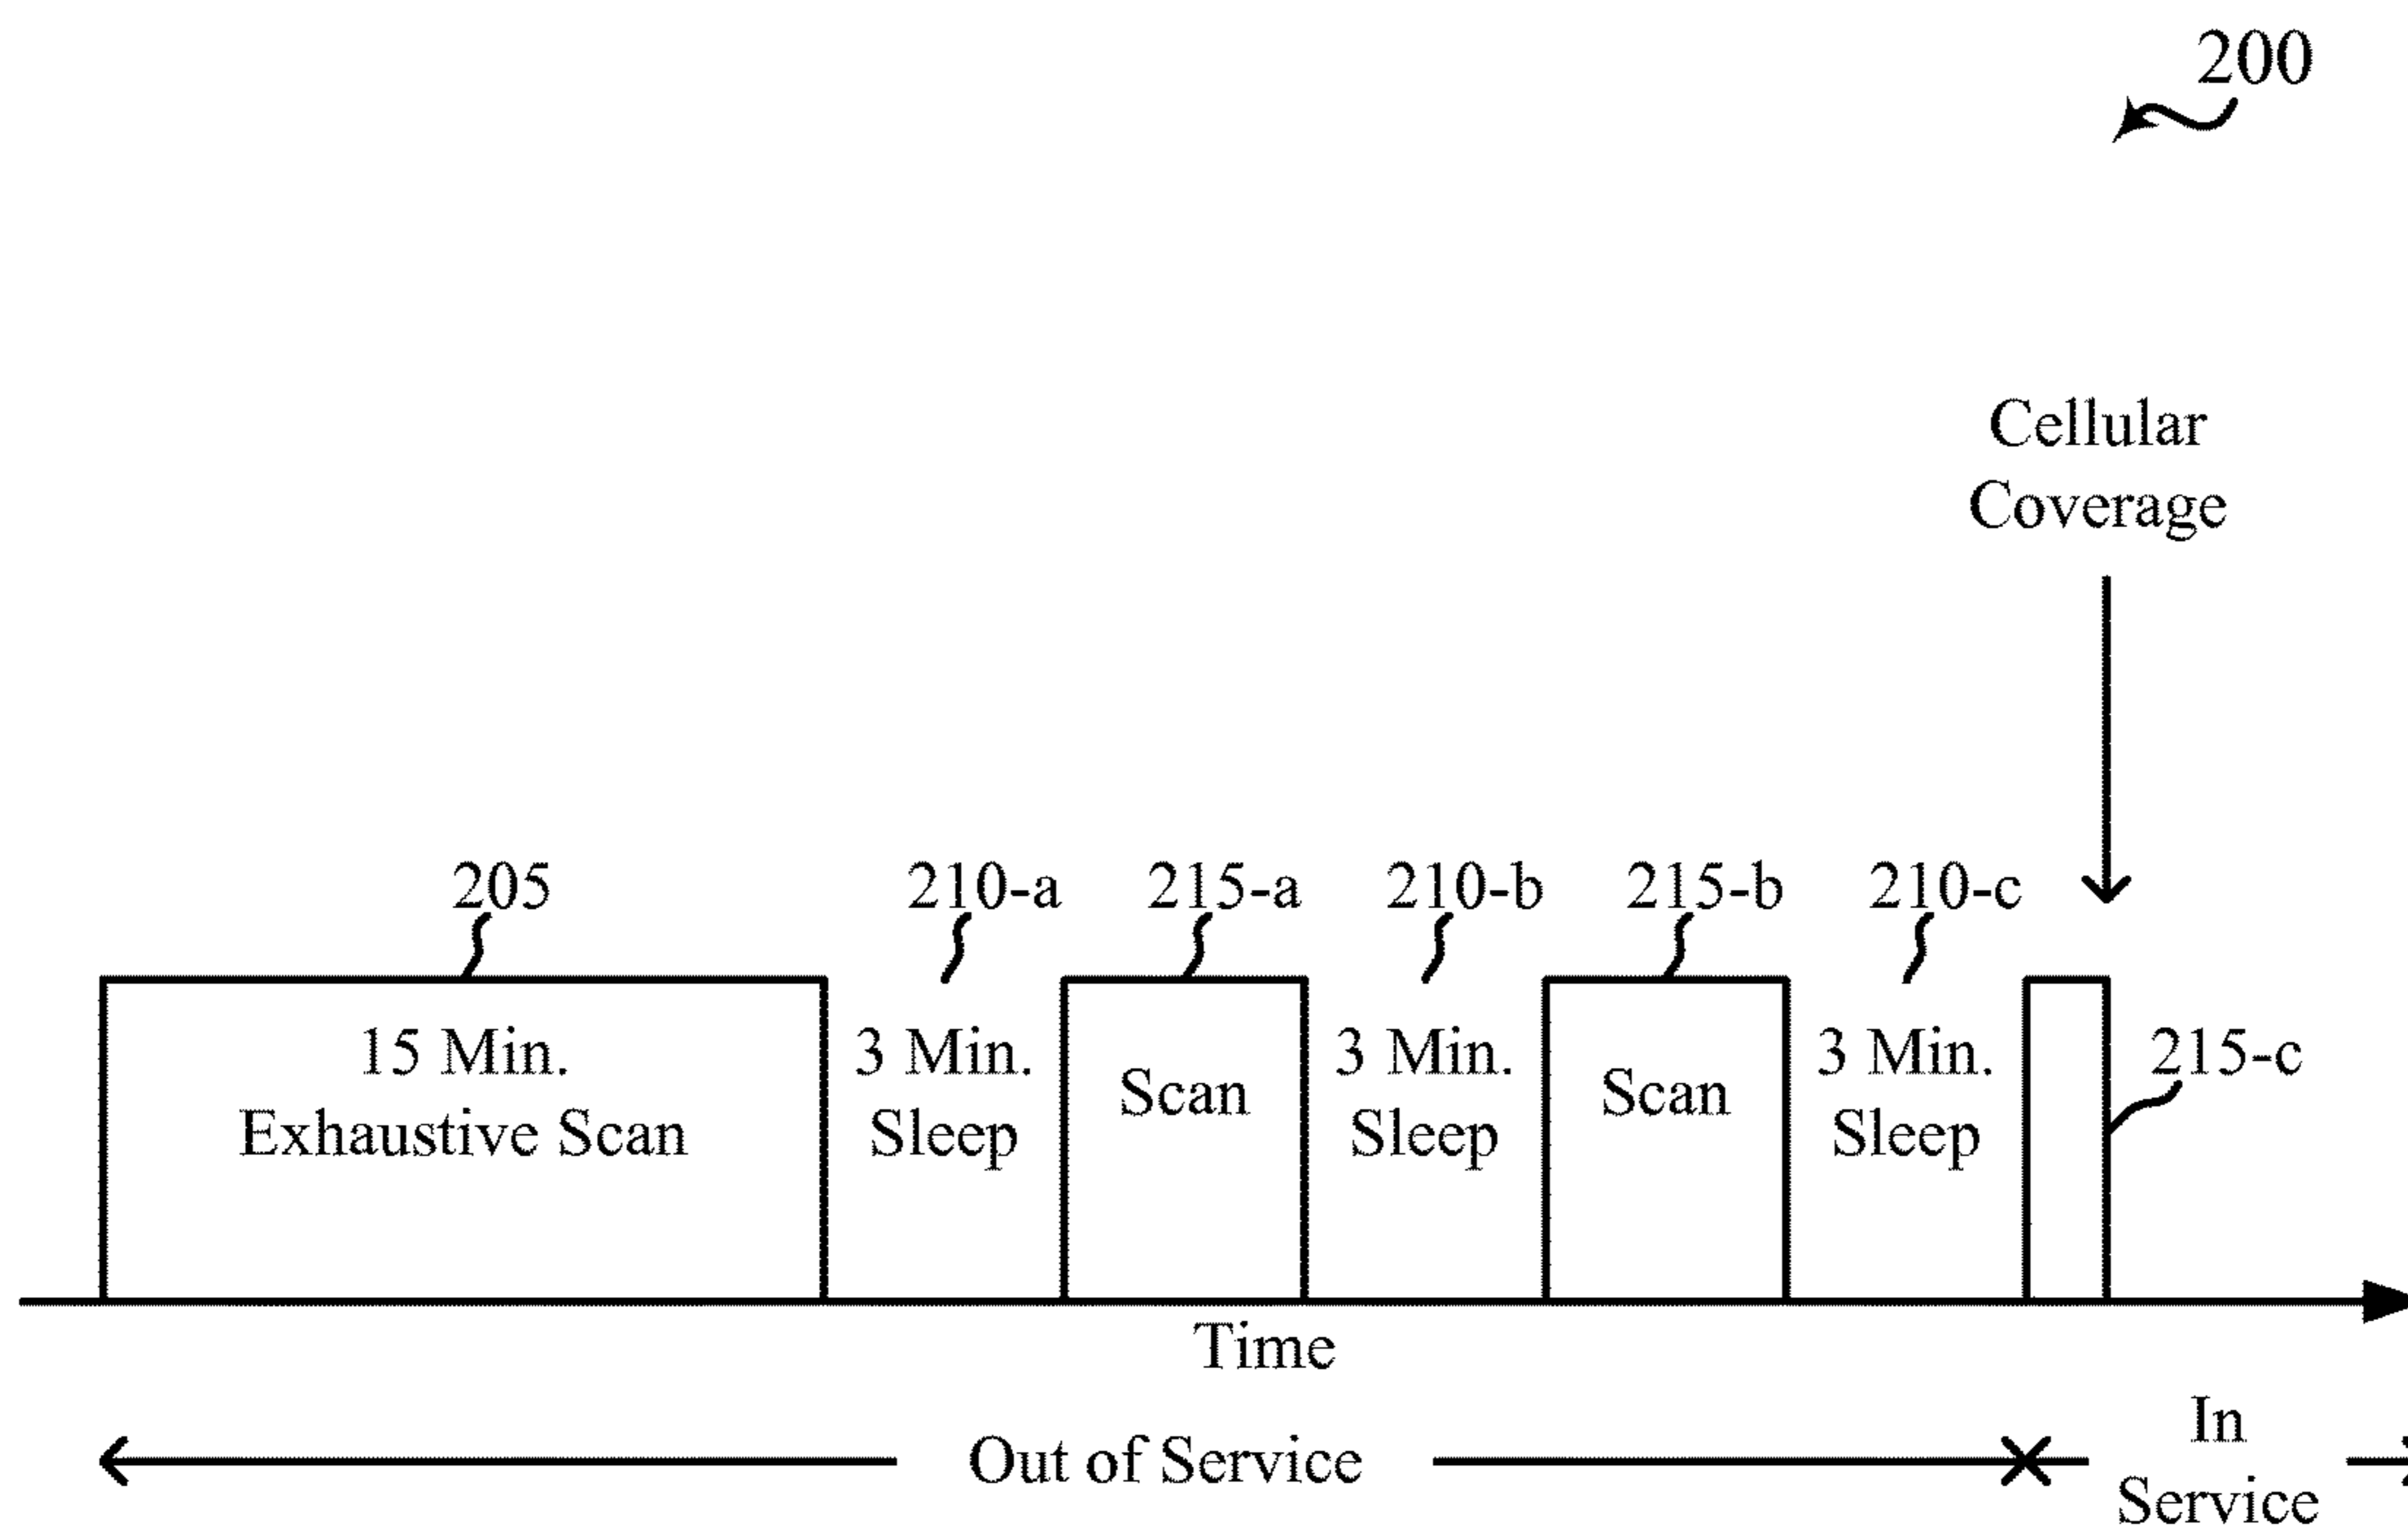 200
Cellular
Coverage
205
210-a
215-a
210-b
215-b
210-c
15 Min.
Exhaustive Scan
3 Min.
Sleep
Scan
3 Min.
Sleep
Scan
3 Min.
Sleep
215-c
Time
Out of Service
In
Service